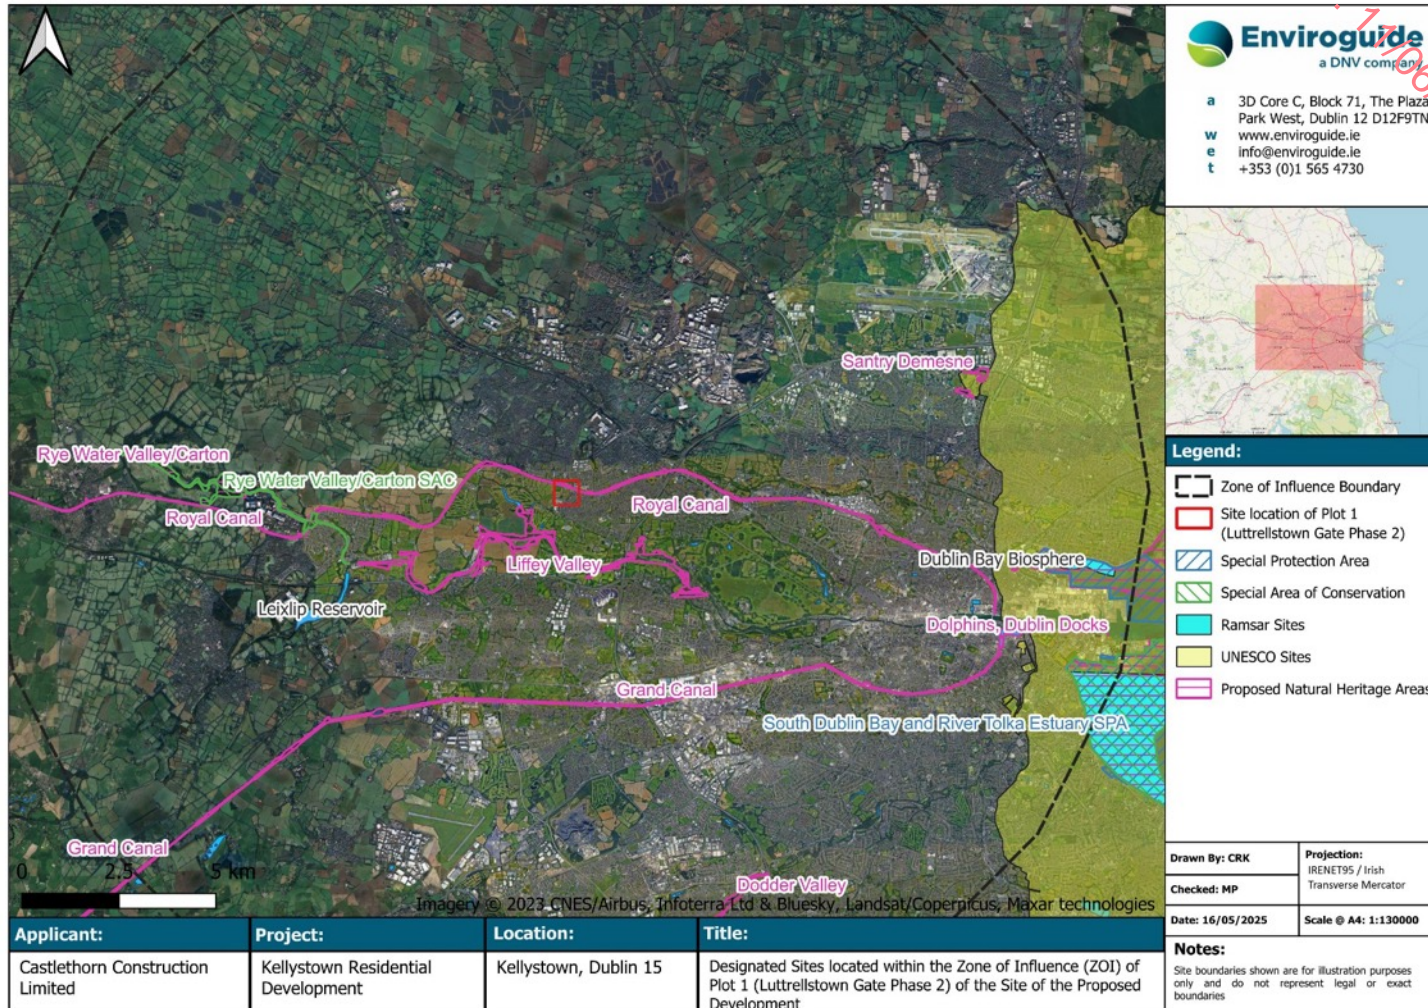 Enviroguide
a DNV company
a 3D Core C, Block 71, The Plaza
Park West, Dublin 12 D12F9TN
w www.enviroguide.ie
e info@enviroguide.ie
t +353 (0)1 565 4730
Santry Demesne
Rye Water Valley/Carton
Rye Water Valley/Carton SAC
Royal Canal
Royal Canal
Liffey Valley
Dublin Bay Biosphere
Leixlip Reservoir
Dolphins, Dublin Docks
Grand Canal
South Dublin Bay and River Tolka Estuary SPA
Grand Canal
Dodder Valley
0 2.5 5 km
Imagery © 2023 CNES/Airbus, Infoterra Ltd & Bluesky, Landsat/Copernicus, Maxar technologies
Legend:
Zone of Influence Boundary
Site location of Plot 1
(Luttrellstown Gate Phase 2)
Special Protection Area
Special Area of Conservation
Ramsar Sites
UNESCO Sites
Proposed Natural Heritage Areas
Drawn By: CRK
Checked: MP
Projection:
IRENET95 / Irish
Transverse Mercator
Date: 16/05/2025
Scale @ A4: 1:130000
Notes:
Site boundaries shown are for illustration purposes
only and do not represent legal or exact
boundaries
Applicant:
Castlethorn Construction
Limited
Project:
Kellystown Residential
Development
Location:
Kellystown, Dublin 15
Title:
Designated Sites located within the Zone of Influence (ZOI) of
Plot 1 (Luttrellstown Gate Phase 2) of the Site of the Proposed
Development